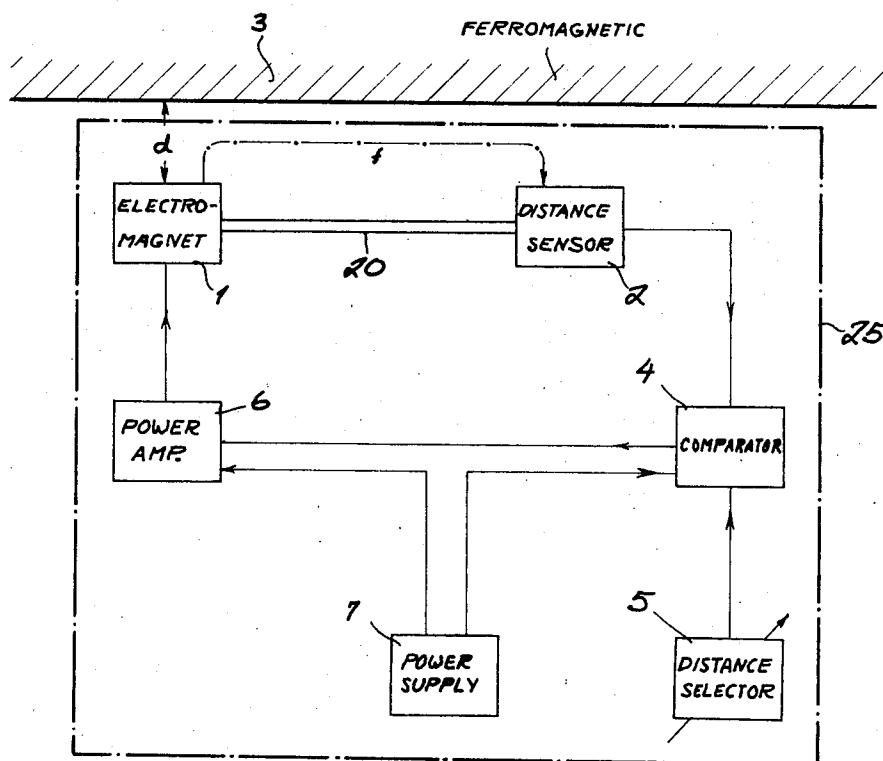 3
FERROMAGNETIC
d
f
ELECTRO-
MAGNET
1
20
DISTANCE
SENSOR
2
25
6
POWER
AMP.
4
COMPARATOR
7
POWER
SUPPLY
5
DISTANCE
SELECTOR